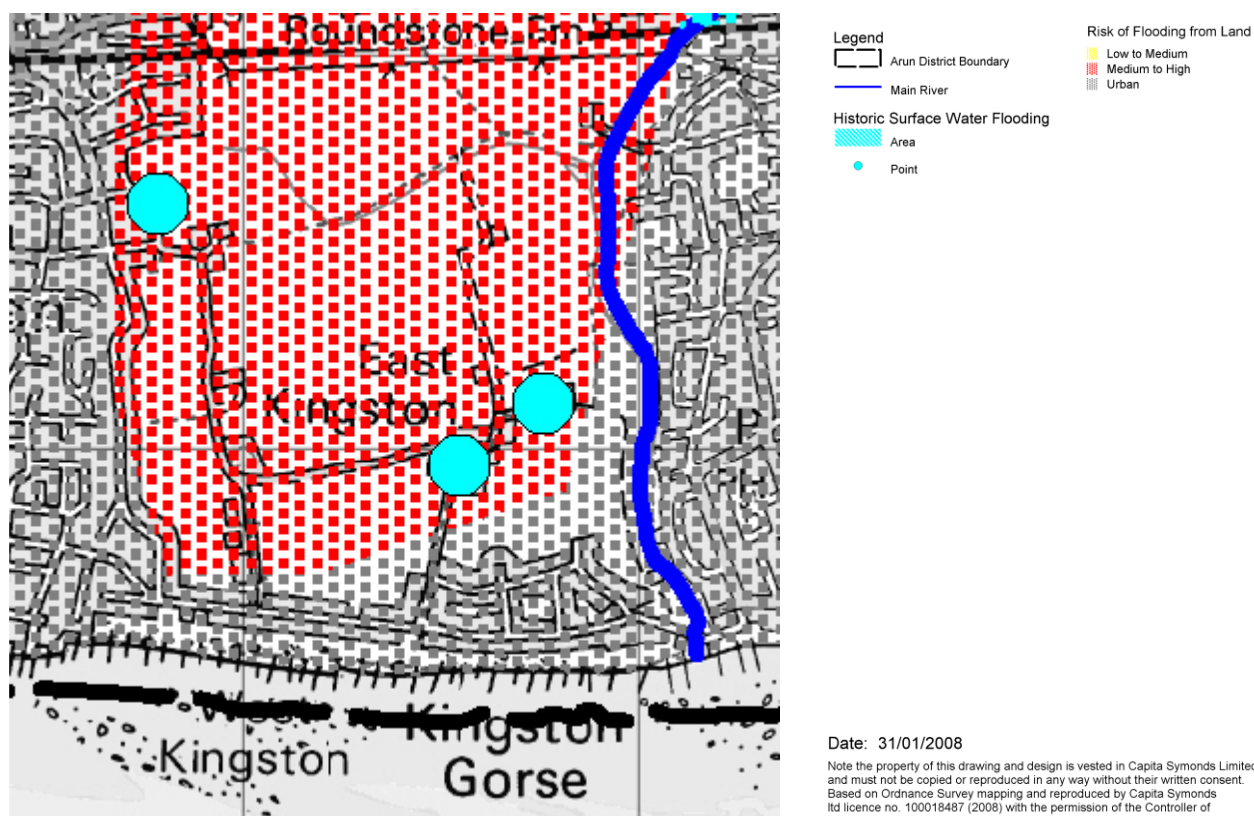 Roundstone Fm
East
Kingston
West
Kingston
Kingston
Gorse
Legend
Arun District Boundary
Main River
Historic Surface Water Flooding
Area
Point
Risk of Flooding from Land
Low to Medium
Medium to High
Urban
Date: 31/01/2008
Note the property of this drawing and design is vested in Capita Symonds Limited
and must not be copied or reproduced in any way without their written consent.
Based on Ordnance Survey mapping and reproduced by Capita Symonds
ltd licence no. 100018487 (2008) with the permission of the Controller of